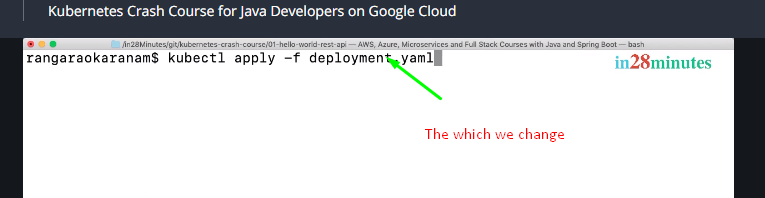 Kubernetes Crash Course for Java Developers on Google Cloud
/in28Minutes/git/kubernetes-crash-course/01-hello-world-rest-api — AWS, Azure, Microservices and Full Stack Courses with Java and Spring Boot — bash
rangaraokaranam$ kubectl apply -f deployment.yaml
in28minutes
The which we change